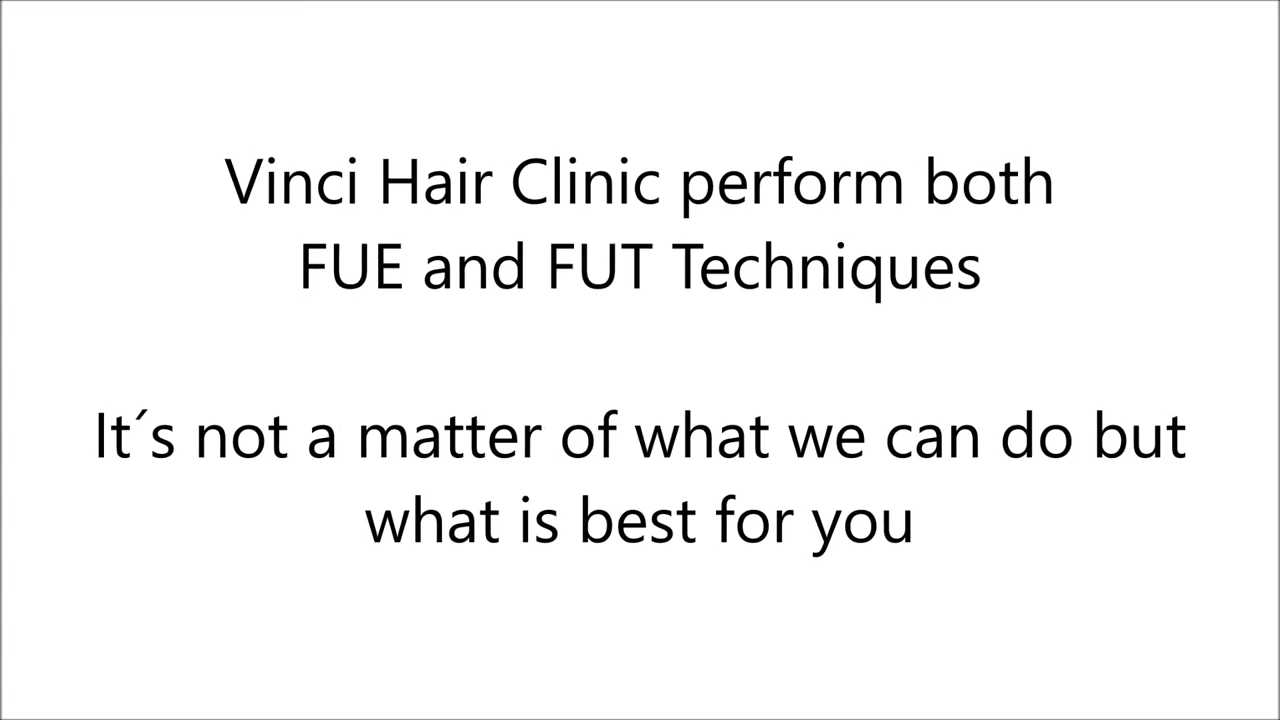 Vinci Hair Clinic perform both
FUE and FUT Techniques
It´s not a matter of what we can do but
what is best for you